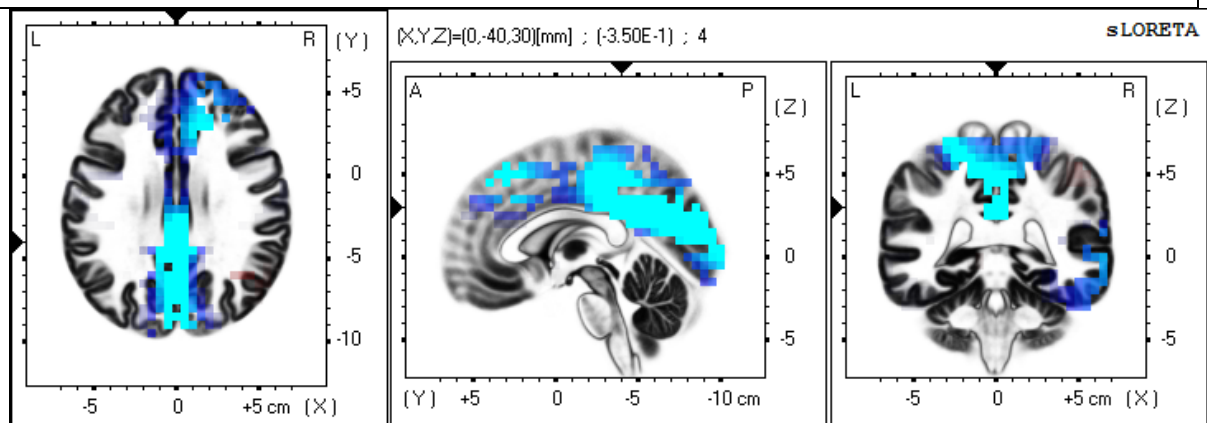 (X,Y,Z)=(0,-40,30)[mm] ; (-3.50E-1) ; 4
sLORETA
L R (Y)
+5
0
-5
-10
-5 0 +5 cm (X)
A P (Z)
+5
0
-5
(Y) +5 0 -5 -10 cm
L R (Z)
+5
0
-5
-5 0 +5 cm (X)